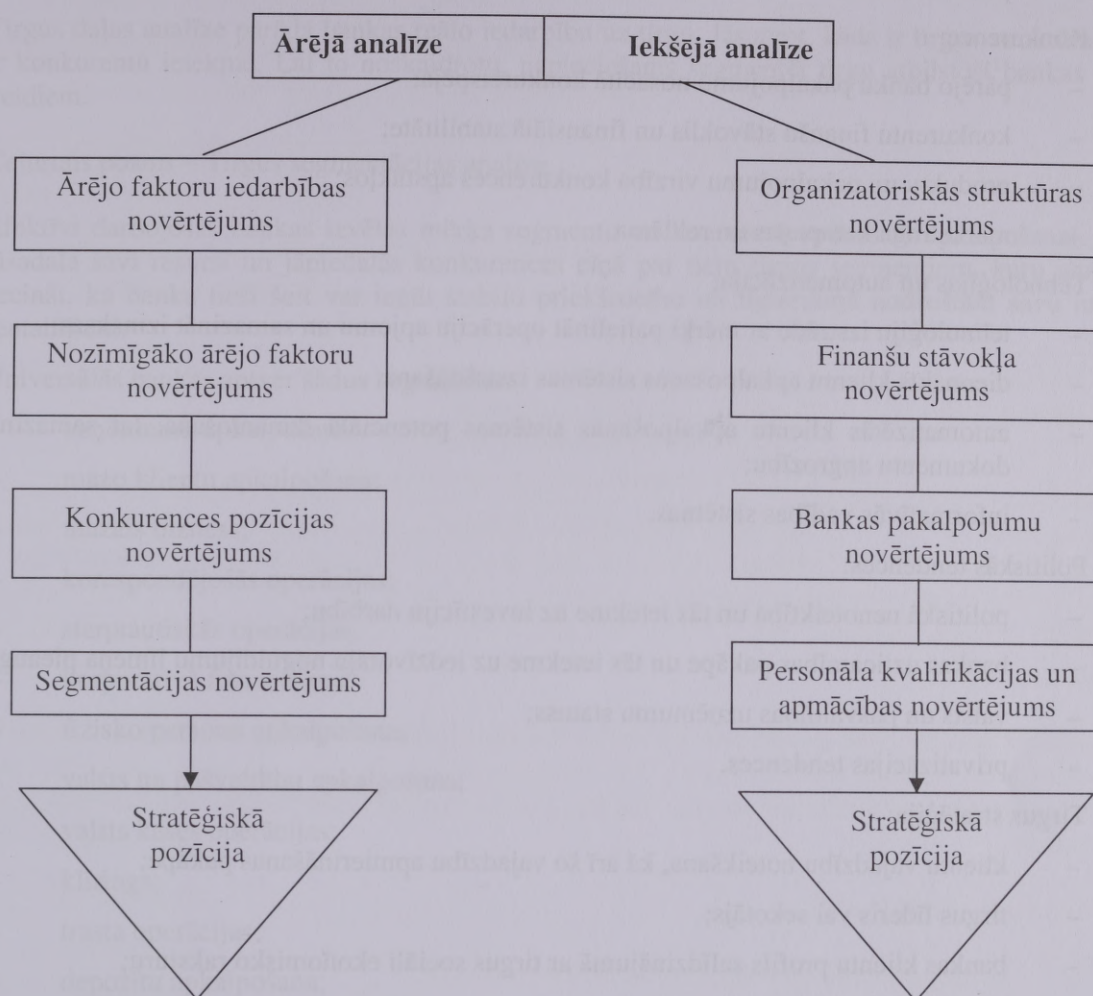 Ārējā analīze
Iekšējā analīze
Ārējo faktoru iedarbības
novērtējums
Organizatoriskās struktūras
novērtējums
Nozīmīgāko ārējo faktoru
novērtējums
Finanšu stāvokļa
novērtējums
Konkurences pozīcijas
novērtējums
Bankas pakalpojumu
novērtējums
Segmentācijas novērtējums
Personāla kvalifikācijas un
apmācības novērtējums
Stratēģiskā
pozīcija
Stratēģiskā
pozīcija